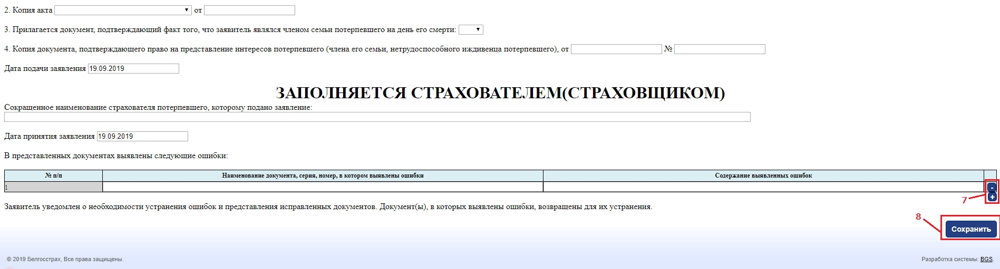 2. Копия акта от
3. Прилагается документ, подтверждающий факт того, что заявитель являлся членом семьи потерпевшего на день его смерти:
4. Копия документа, подтверждающего право на представление интересов потерпевшего (члена его семьи, нетрудоспособного иждивенца потерпевшего), от №
Дата подачи заявления 19.09.2019
ЗАПОЛНЯЕТСЯ СТРАХОВАТЕЛЕМ(СТРАХОВЩИКОМ)
Сокращенное наименование страхователя потерпевшего, которому подано заявление:
Дата принятия заявления 19.09.2019
В представленных документах выявлены следующие ошибки:
№ п/п Наименование документа, серия, номер, в котором выявлены ошибки Содержание выявленных ошибок
1 -
+
7
Заявитель уведомлен о необходимости устранения ошибок и представления исправленных документов. Документ(ы), в которых выявлены ошибки, возвращены для их устранения.
8
Сохранить
© 2019 Белгосстрах, Все права защищены. Разработка системы: BGS.